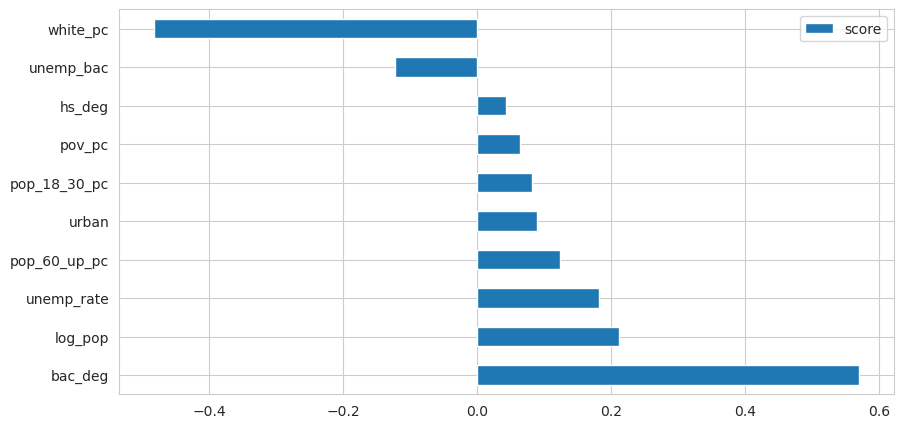 score
white_pc
unemp_bac
hs_deg
pov_pc
pop_18_30_pc
urban
pop_60_up_pc
unemp_rate
log_pop
bac_deg
−0.4 −0.2 0.0 0.2 0.4 0.6